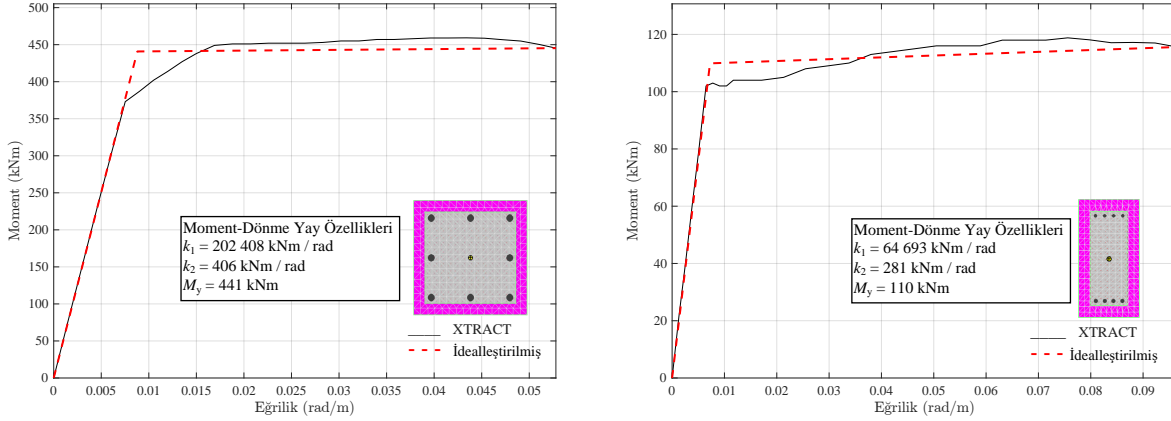 500
450
400
350
300
250
200
150
100
50
0
Moment (kNm)
0
0.005
0.01
0.015
0.02
0.025
0.03
0.035
0.04
0.045
0.05
Eğrilik (rad/m)
Moment-Dönme Yay Özellikleri
k₁ = 202 408 kNm / rad
k₂ = 406 kNm / rad
Mᵧ = 441 kNm
XTRACT
İdealleştirilmiş
120
100
80
60
40
20
0
Moment (kNm)
0
0.01
0.02
0.03
0.04
0.05
0.06
0.07
0.08
0.09
Eğrilik (rad/m)
Moment-Dönme Yay Özellikleri
k₁ = 64 693 kNm / rad
k₂ = 281 kNm / rad
Mᵧ = 110 kNm
XTRACT
İdealleştirilmiş